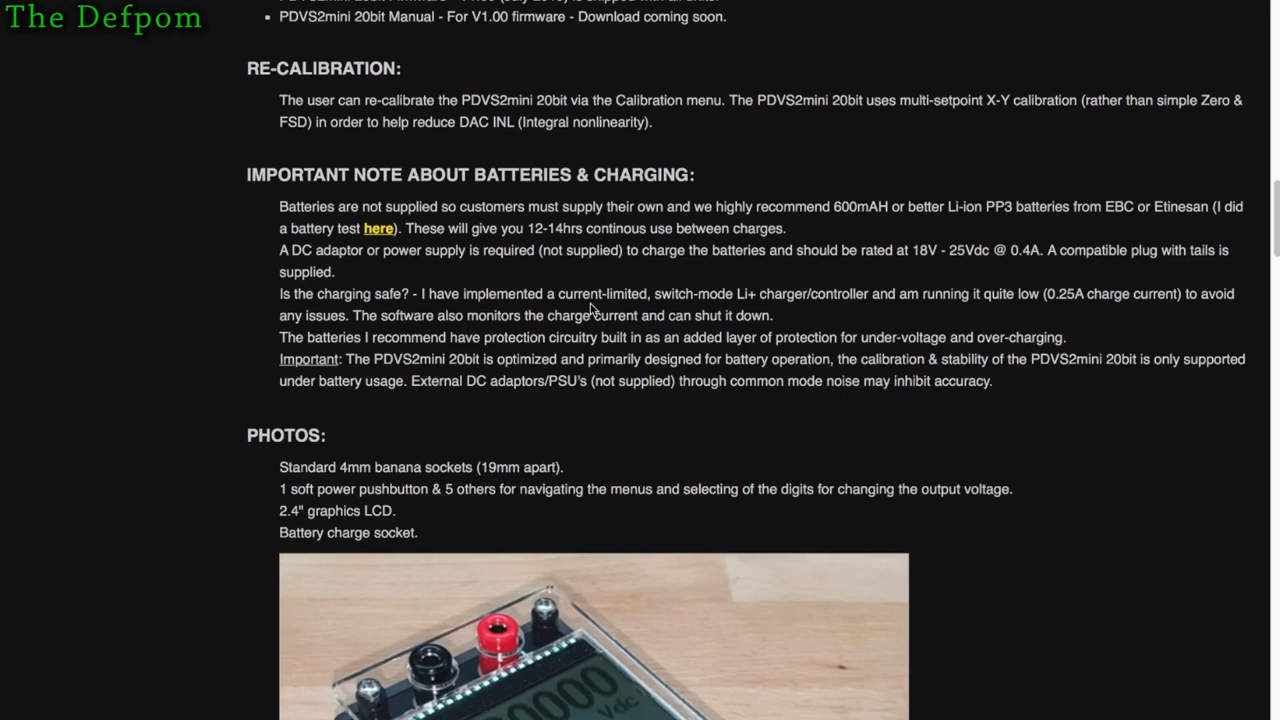 The Defpom
PDVS2mini 20bit Manual - For V1.00 firmware - Download coming soon.
RE-CALIBRATION:
The user can re-calibrate the PDVS2mini 20bit via the Calibration menu. The PDVS2mini 20bit uses multi-setpoint X-Y calibration (rather than simple Zero &
FSD) in order to help reduce DAC INL (Integral nonlinearity).
IMPORTANT NOTE ABOUT BATTERIES & CHARGING:
Batteries are not supplied so customers must supply their own and we highly recommend 600mAH or better Li-ion PP3 batteries from EBC or Etinesan (I did
a battery test here). These will give you 12-14hrs continous use between charges.
A DC adaptor or power supply is required (not supplied) to charge the batteries and should be rated at 18V - 25Vdc @ 0.4A. A compatible plug with tails is
supplied.
Is the charging safe? - I have implemented a current-limited, switch-mode Li+ charger/controller and am running it quite low (0.25A charge current) to avoid
any issues. The software also monitors the charge current and can shut it down.
The batteries I recommend have protection circuitry built in as an added layer of protection for under-voltage and over-charging.
Important: The PDVS2mini 20bit is optimized and primarily designed for battery operation, the calibration & stability of the PDVS2mini 20bit is only supported
under battery usage. External DC adaptors/PSU's (not supplied) through common mode noise may inhibit accuracy.
PHOTOS:
Standard 4mm banana sockets (19mm apart).
1 soft power pushbutton & 5 others for navigating the menus and selecting of the digits for changing the output voltage.
2.4" graphics LCD.
Battery charge socket.
Vdc